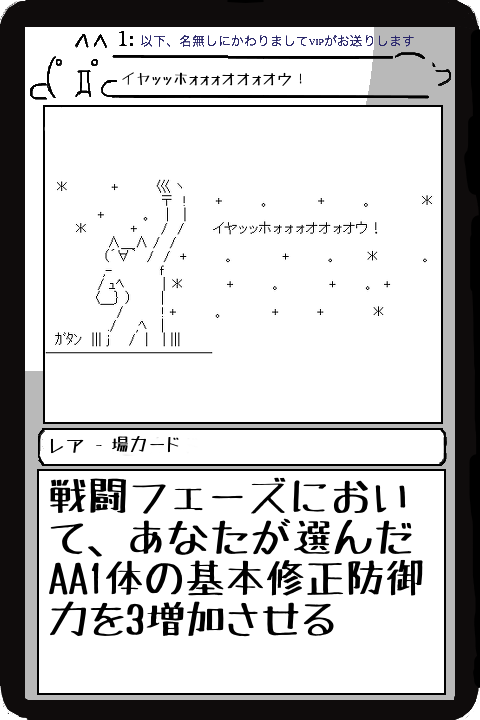 1: 以下、名無しにかわりましてVIPがお送りします
イヤッッホォォォオオォオウ!
イヤッッホォォォオオォオウ!
ガタン
レア - 場カード
戦闘フェーズにおい
て、あなたが選んだ
AA1体の基本修正防御
力を3増加させる